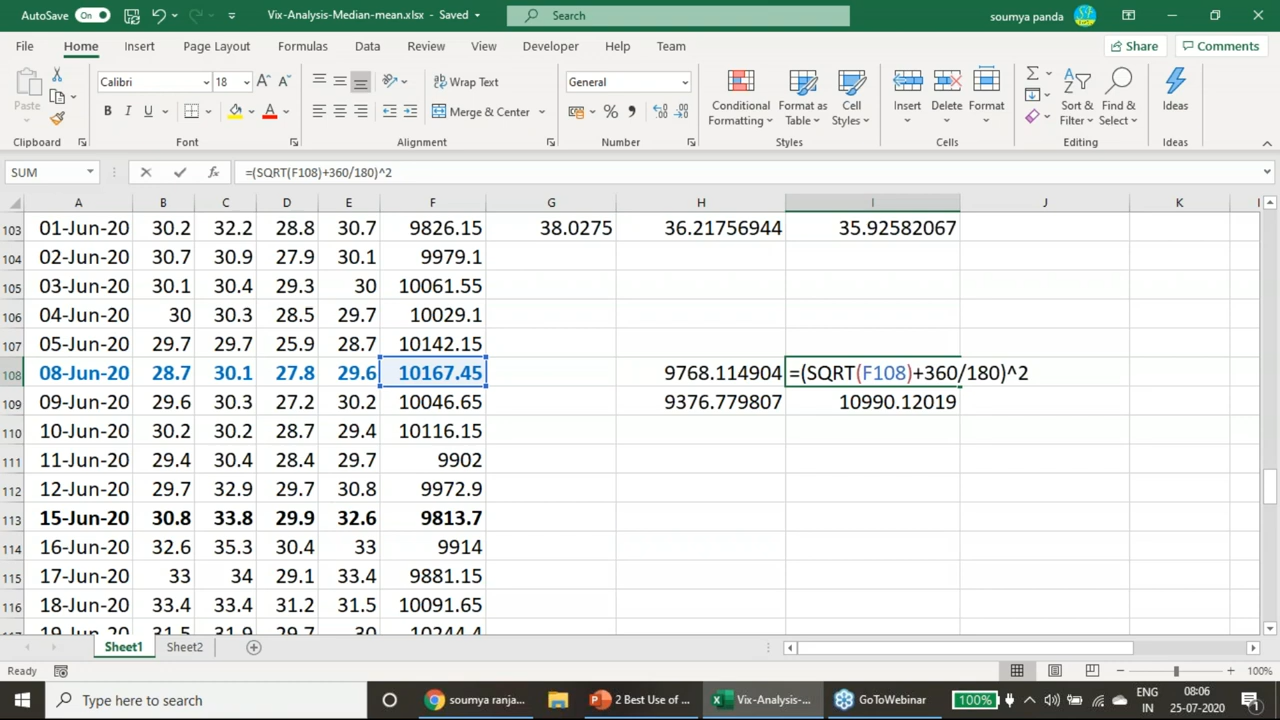 AutoSave On Vix-Analysis-Median-mean.xlsx - Saved Search soumya panda
File Home Insert Page Layout Formulas Data Review View Developer Help Team Share Comments
Paste Calibri 18 A A Wrap Text General Conditional Formatting Format as Table Cell Styles Insert Delete Format Sort & Filter Find & Select Ideas
B I U A Merge & Center % ,
Clipboard Font Alignment Number Styles Cells Editing Ideas
SUM fx =(SQRT(F108)+360/180)^2
A B C D E F G H I J K
103 01-Jun-20 30.2 32.2 28.8 30.7 9826.15 38.0275 36.21756944 35.92582067
104 02-Jun-20 30.7 30.9 27.9 30.1 9979.1
105 03-Jun-20 30.1 30.4 29.3 30 10061.55
106 04-Jun-20 30 30.3 28.5 29.7 10029.1
107 05-Jun-20 29.7 29.7 25.9 28.7 10142.15
108 08-Jun-20 28.7 30.1 27.8 29.6 10167.45 9768.114904 =(SQRT(F108)+360/180)^2
109 09-Jun-20 29.6 30.3 27.2 30.2 10046.65 9376.779807 10990.12019
110 10-Jun-20 30.2 30.2 28.7 29.4 10116.15
111 11-Jun-20 29.4 30.4 28.4 29.7 9902
112 12-Jun-20 29.7 32.9 29.7 30.8 9972.9
113 15-Jun-20 30.8 33.8 29.9 32.6 9813.7
114 16-Jun-20 32.6 35.3 30.4 33 9914
115 17-Jun-20 33 34 29.1 33.4 9881.15
116 18-Jun-20 33.4 33.4 31.2 31.5 10091.65
19-Jun-20 31.5 31.9 29.7 30 10244.4
Sheet1 Sheet2
Ready 100%
Type here to search soumya ranja... 2 Best Use of ... Vix-Analysis-... GoToWebinar 100% ENG IN 08:06 25-07-2020 1